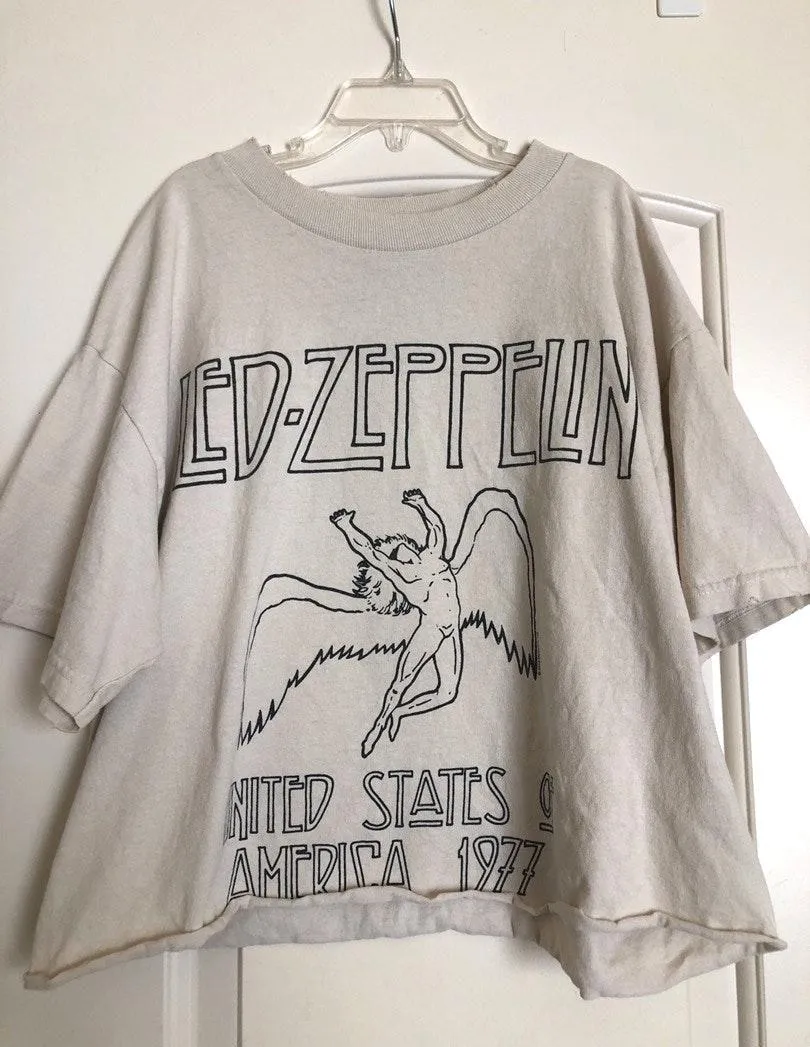 LED-ZEPPELIN
UNITED STATES OF
AMERICA 1977